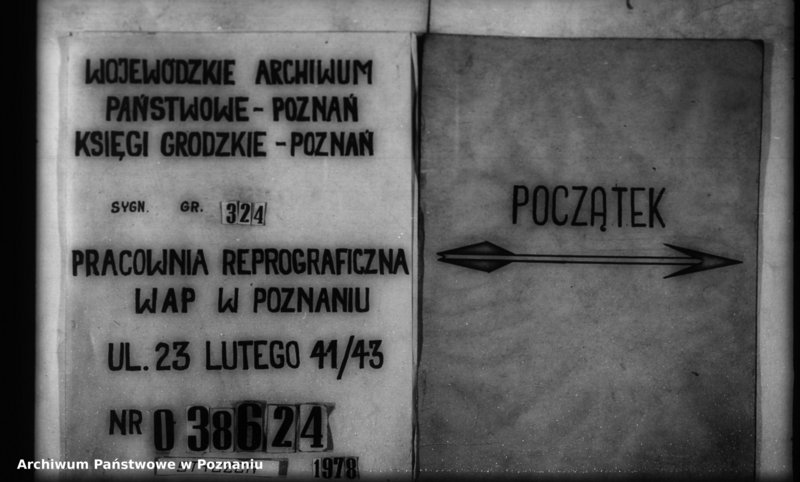 WOJEWÓDZKIE ARCHIWUM
PAŃSTWOWE - POZNAŃ
KSIĘGI GRODZKIE - POZNAŃ
SYGN. GR. 324
PRACOWNIA REPROGRAFICZNA
WAP W POZNANIU
UL. 23 LUTEGO 41/43
NR 038624
1978
POCZĄTEK
Archiwum Państwowe w Poznaniu